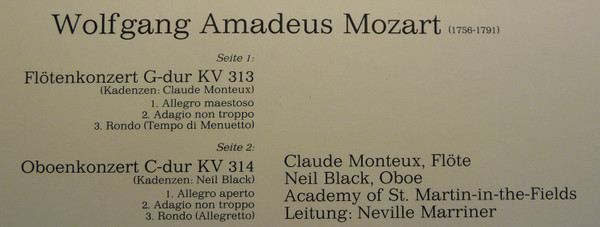 Wolfgang Amadeus Mozart (1756-1791)
Seite 1:
Flötenkonzert G-dur KV 313
(Kadenzen: Claude Monteux)
1. Allegro maestoso
2. Adagio non troppo
3. Rondo (Tempo di Menuetto)
Seite 2:
Oboenkonzert C-dur KV 314
(Kadenzen: Neil Black)
1. Allegro aperto
2. Adagio non troppo
3. Rondo (Allegretto)
Claude Monteux, Flöte
Neil Black, Oboe
Academy of St. Martin-in-the-Fields
Leitung: Neville Marriner